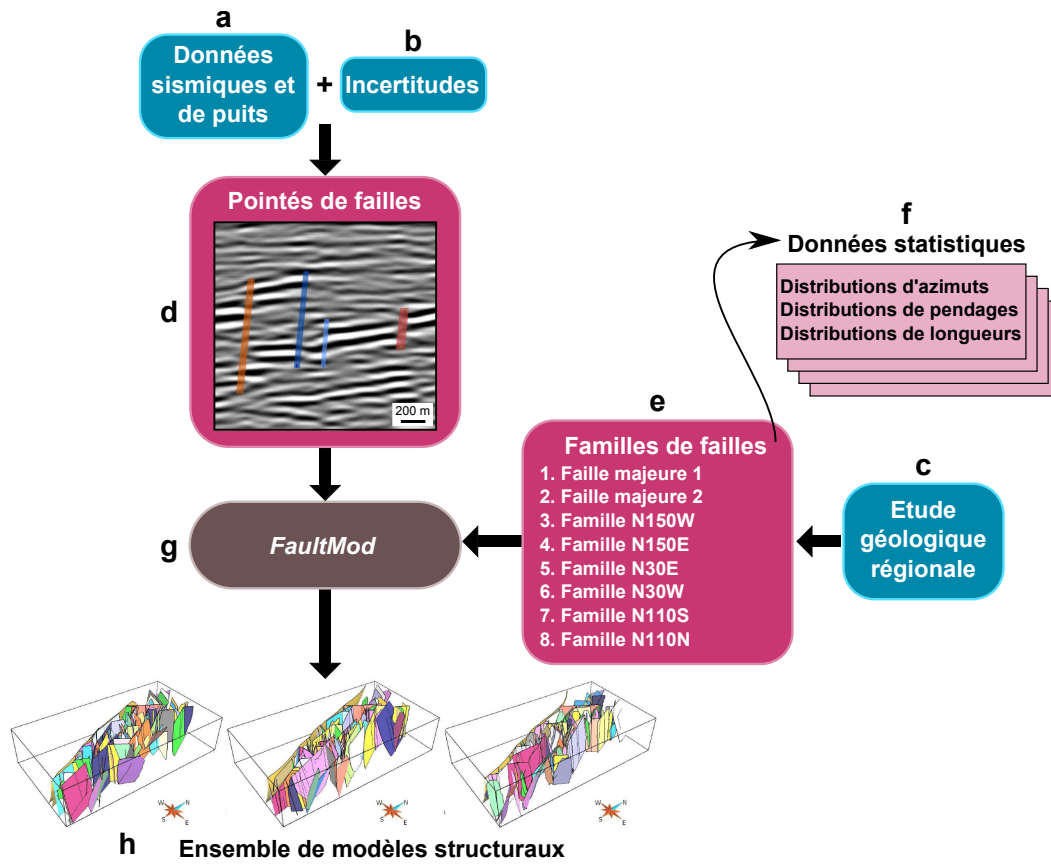 a
Données
sismiques et
de puits
+
b
Incertitudes
Pointés de failles
d
200 m
f
Données statistiques
Distributions d'azimuts
Distributions de pendages
Distributions de longueurs
e
Familles de failles
1. Faille majeure 1
2. Faille majeure 2
3. Famille N150W
4. Famille N150E
5. Famille N30E
6. Famille N30W
7. Famille N110S
8. Famille N110N
c
Etude
géologique
régionale
g
FaultMod
W N
S E
W N
S E
W N
S E
h
Ensemble de modèles structuraux